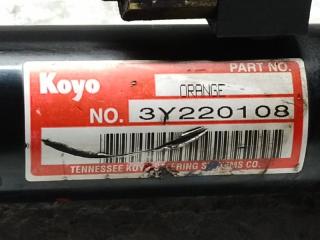 Koyo
PART NO.
ORANGE
NO. 3Y220108
TENNESSEE KOYO STEERING SYSTEMS CO.